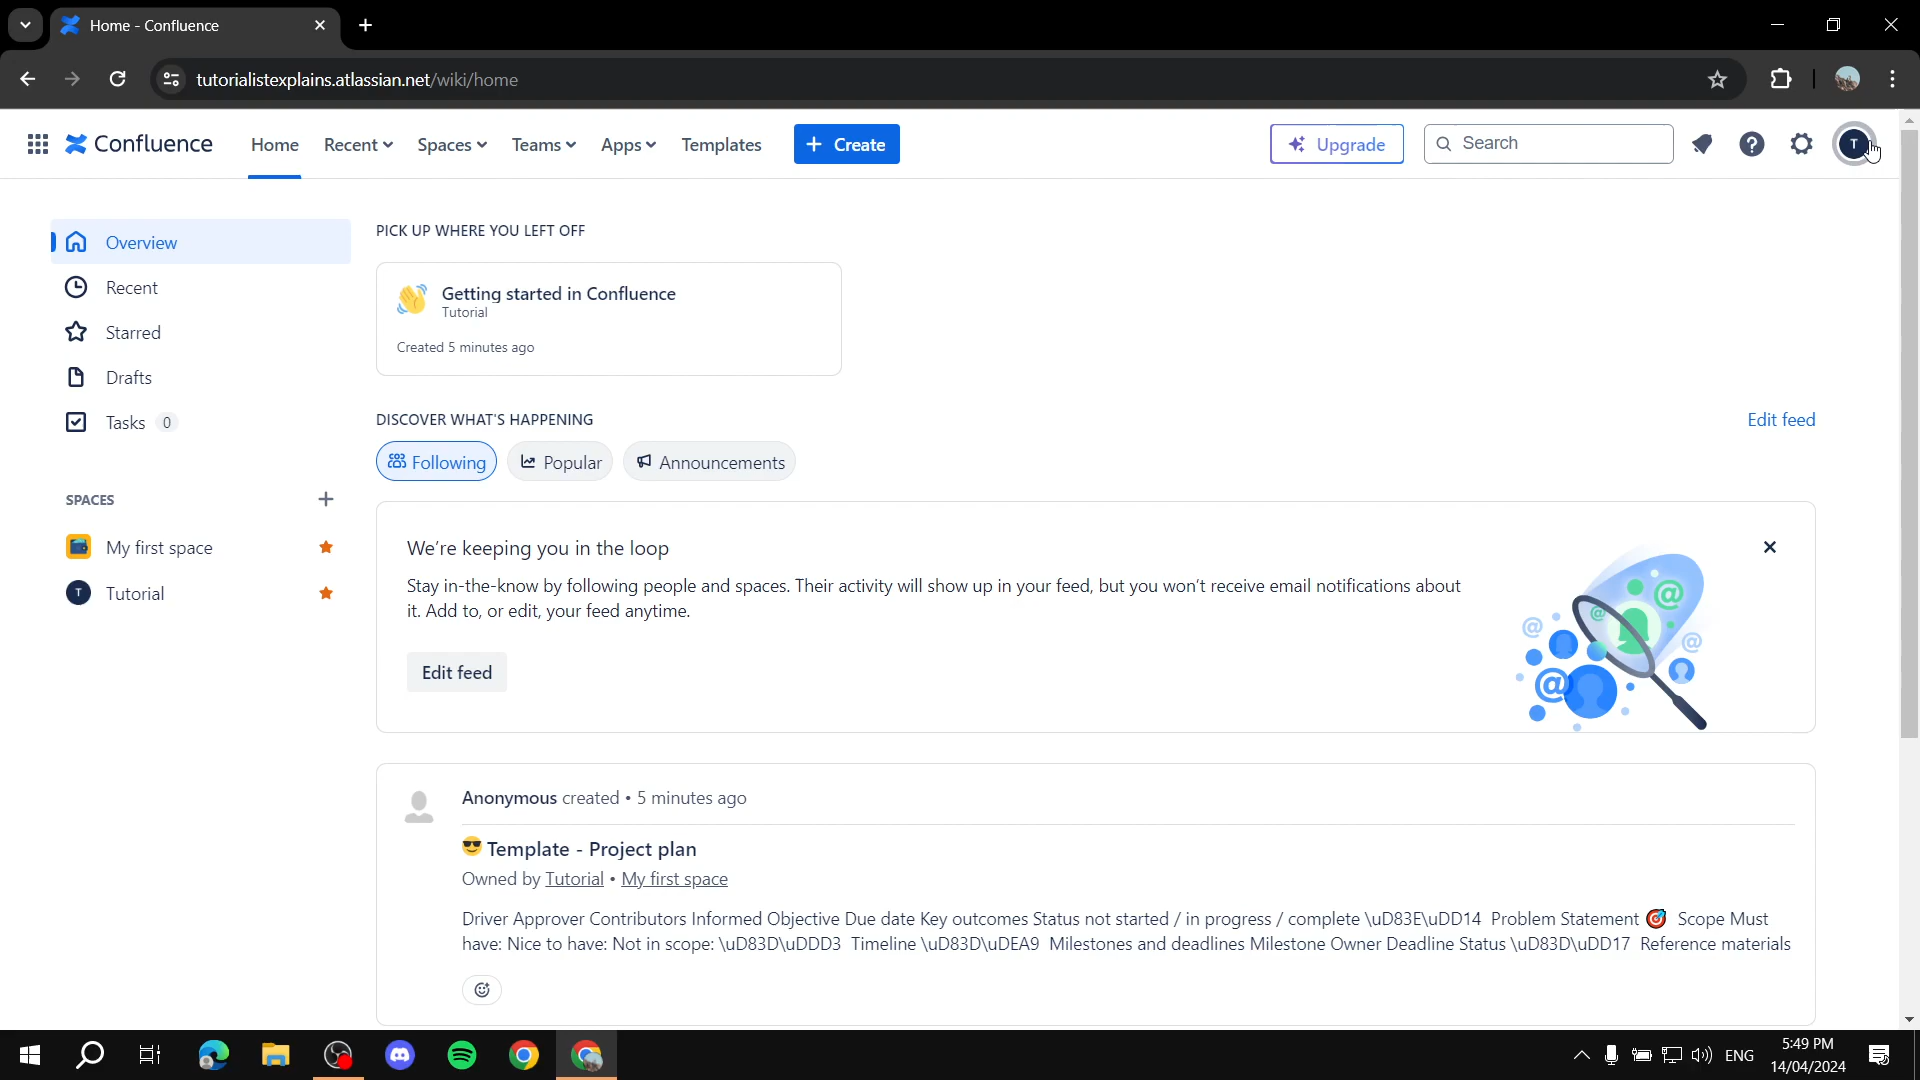 Home - Confluence
tutorialistexplains.atlassian.net/wiki/home
Confluence Home Recent Spaces Teams Apps Templates + Create Upgrade Search T
Overview
Recent
Starred
Drafts
Tasks 0
SPACES
My first space
T Tutorial
PICK UP WHERE YOU LEFT OFF
Getting started in Confluence
Tutorial
Created 5 minutes ago
DISCOVER WHAT'S HAPPENING Edit feed
Following Popular Announcements
We're keeping you in the loop
Stay in-the-know by following people and spaces. Their activity will show up in your feed, but you won't receive email notifications about
it. Add to, or edit, your feed anytime.
Edit feed
Anonymous created • 5 minutes ago
😎 Template - Project plan
Owned by Tutorial • My first space
Driver Approver Contributors Informed Objective Due date Key outcomes Status not started / in progress / complete \uD83E\uDD14 Problem Statement 🎯 Scope Must
have: Nice to have: Not in scope: \uD83D\uDDD3 Timeline \uD83D\uDEA9 Milestones and deadlines Milestone Owner Deadline Status \uD83D\uDD17 Reference materials
ENG
5:49 PM
14/04/2024